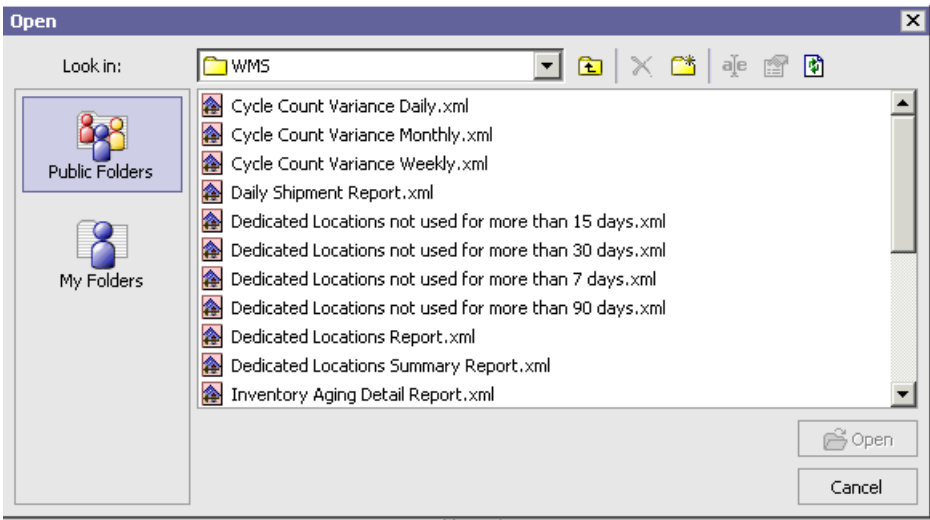 Open
Look in:
WMS
Public Folders
My Folders
Cycle Count Variance Daily.xml
Cycle Count Variance Monthly.xml
Cycle Count Variance Weekly.xml
Daily Shipment Report.xml
Dedicated Locations not used for more than 15 days.xml
Dedicated Locations not used for more than 30 days.xml
Dedicated Locations not used for more than 7 days.xml
Dedicated Locations not used for more than 90 days.xml
Dedicated Locations Report.xml
Dedicated Locations Summary Report.xml
Inventory Aging Detail Report.xml
Open
Cancel